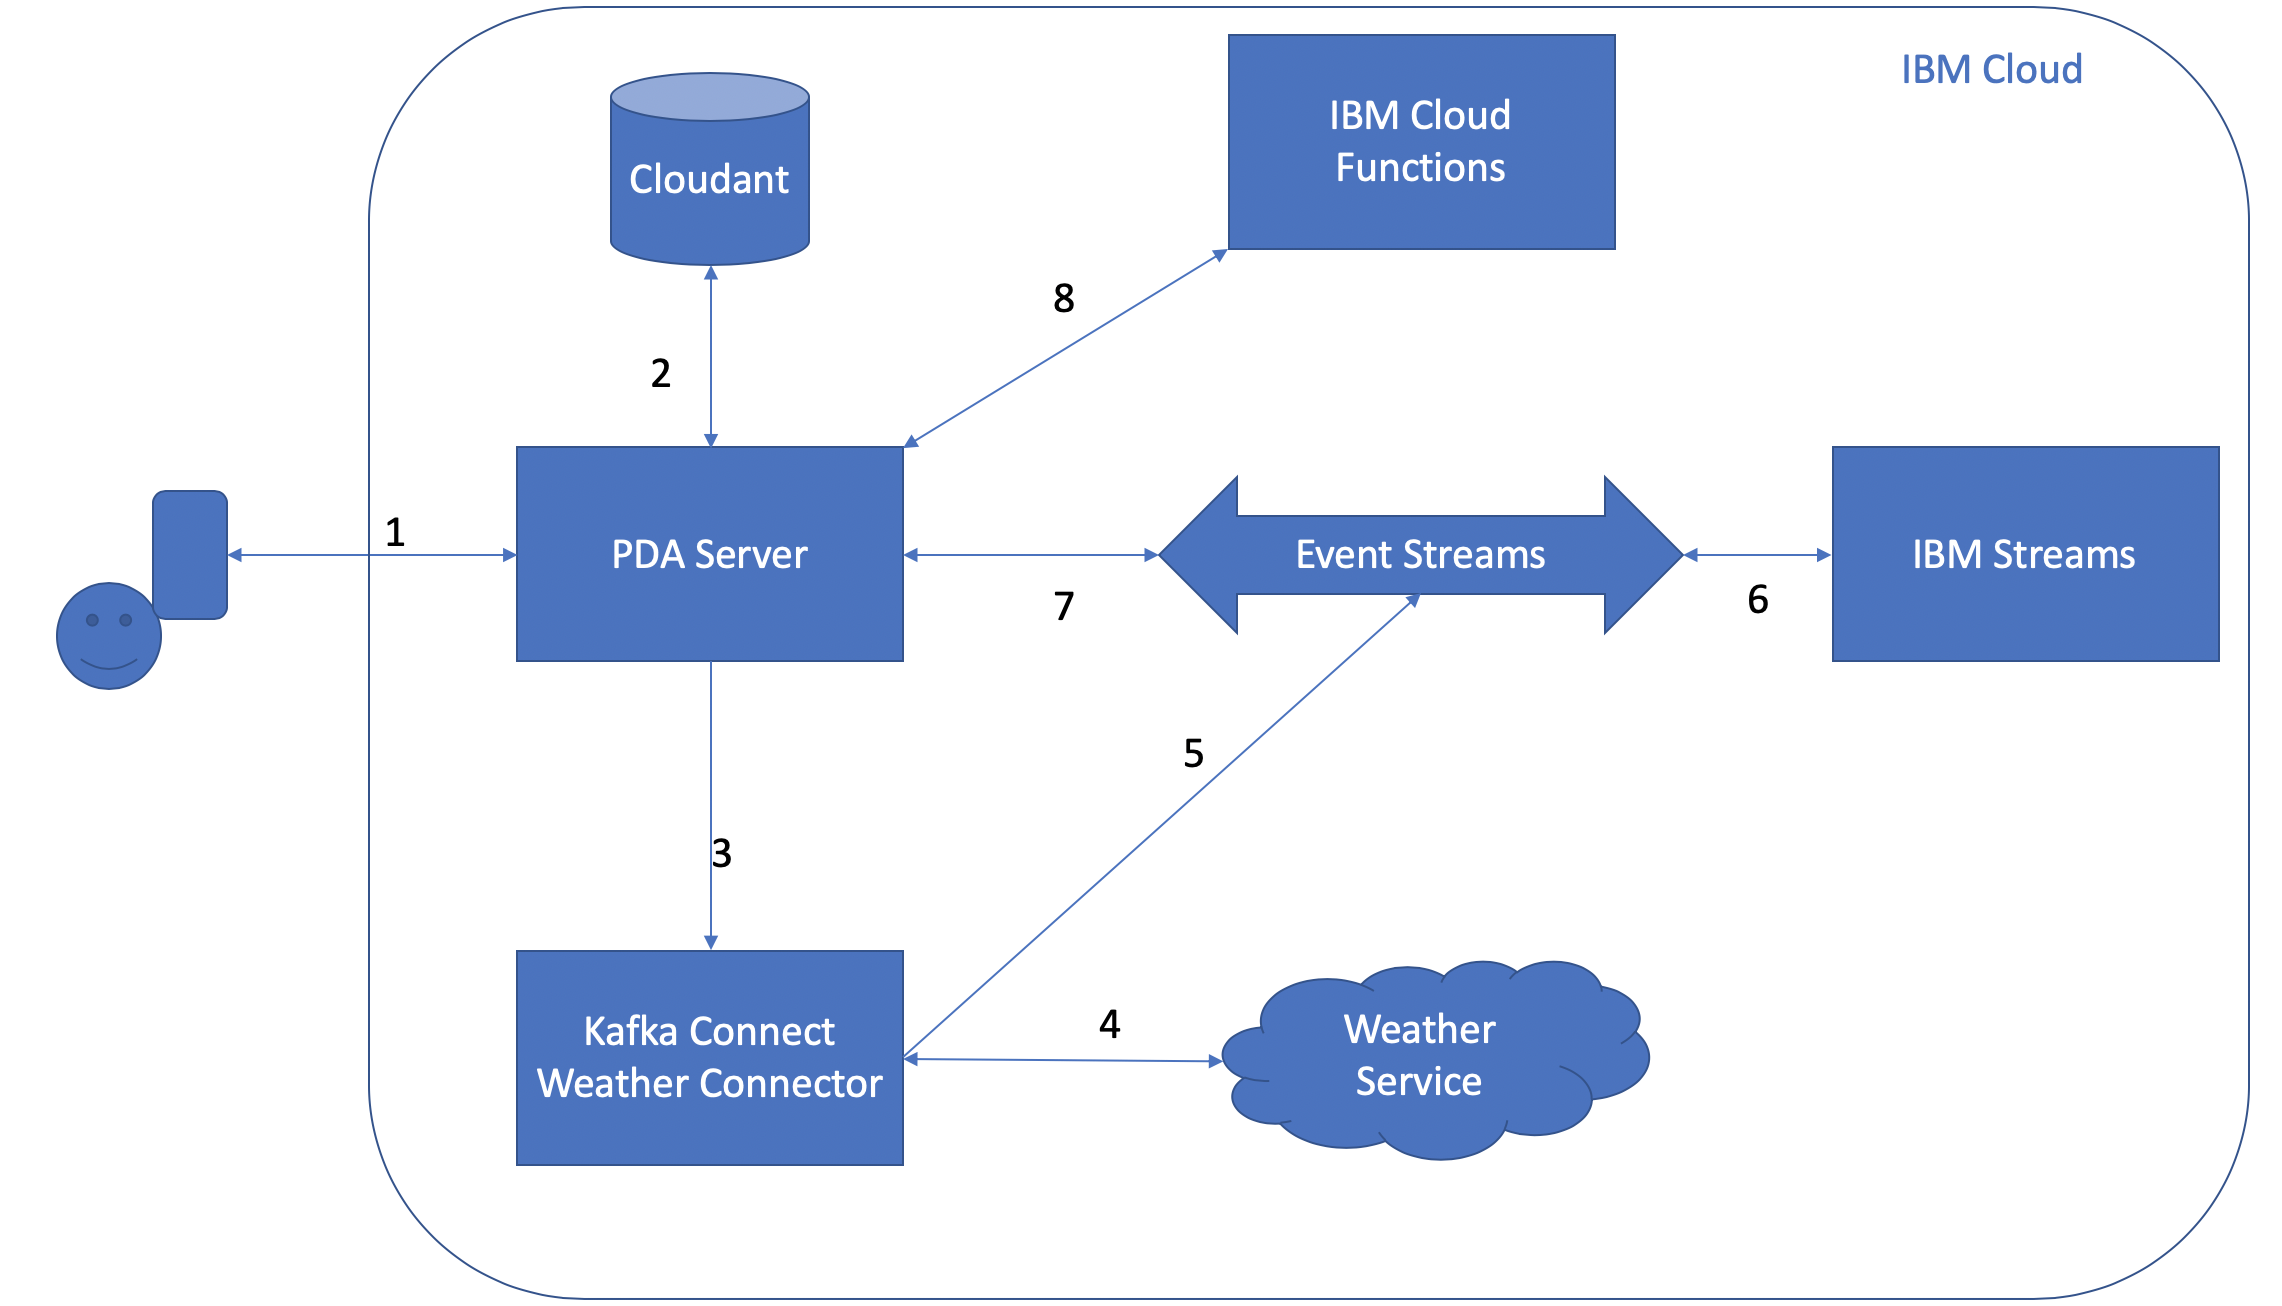 IBM Cloud
IBM Cloud
Functions
Cloudant
8
2
1
PDA Server
Event Streams
IBM Streams
7
6
5
3
4
Kafka Connect
Weather Connector
Weather
Service